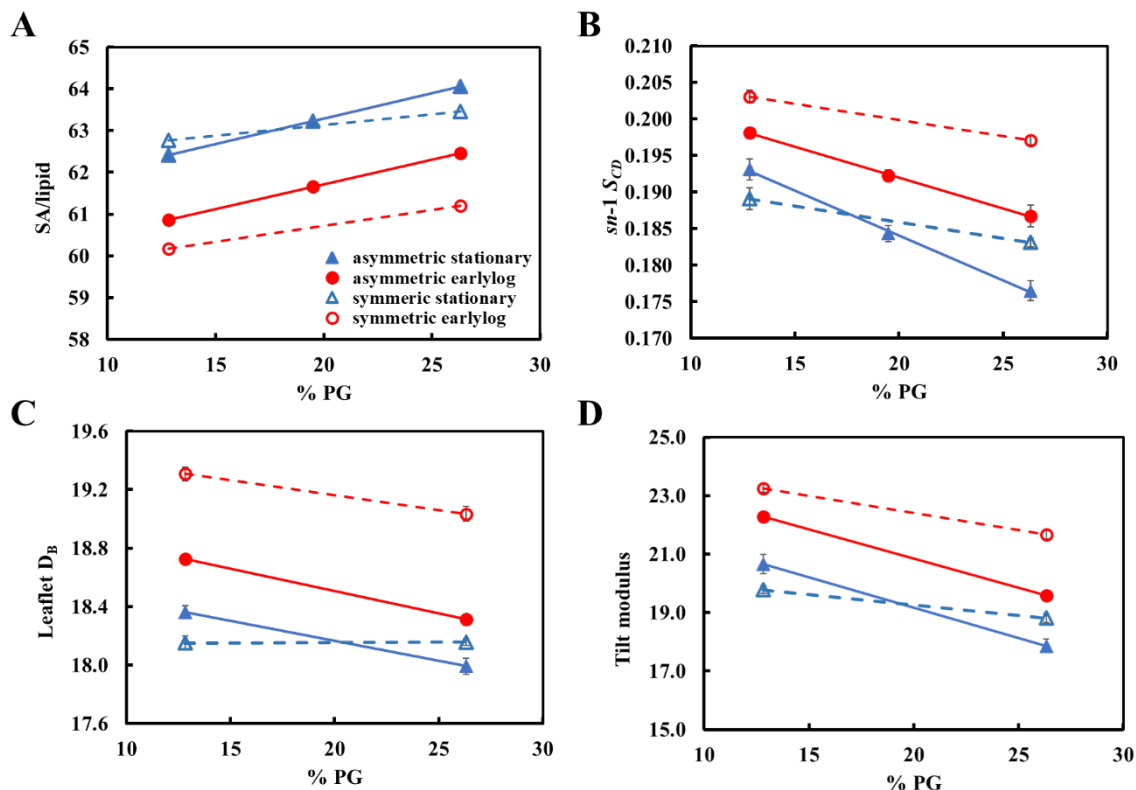 A
SA/lipid
65
64
63
62
61
60
59
58
asymmetric stationary
asymmetric earlylog
symmeric stationary
symmetric earlylog
10 15 20 25 30
% PG
B
sn-1 SCD
0.210
0.205
0.200
0.195
0.190
0.185
0.180
0.175
0.170
10 15 20 25 30
% PG
C
Leaflet DB
19.6
19.2
18.8
18.4
18.0
17.6
10 15 20 25 30
% PG
D
Tilt modulus
25.0
23.0
21.0
19.0
17.0
15.0
10 15 20 25 30
% PG